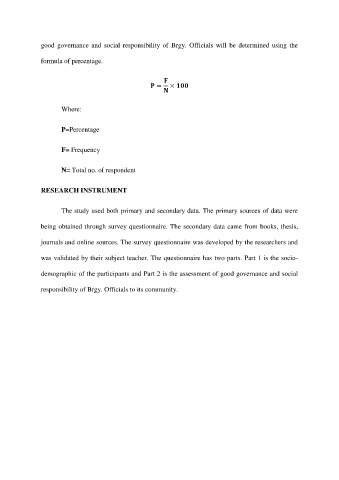 good governance and social responsibility of Brgy. Officials will be determined using the
formula of percentage.
P = F/N × 100
Where:
P=Percentage
F= Frequency
N= Total no. of respondent
RESEARCH INSTRUMENT
The study used both primary and secondary data. The primary sources of data were
being obtained through survey questionnaire. The secondary data came from books, thesis,
journals and online sources. The survey questionnaire was developed by the researchers and
was validated by their subject teacher. The questionnaire has two parts. Part 1 is the socio-
demographic of the participants and Part 2 is the assessment of good governance and social
responsibility of Brgy. Officials to its community.